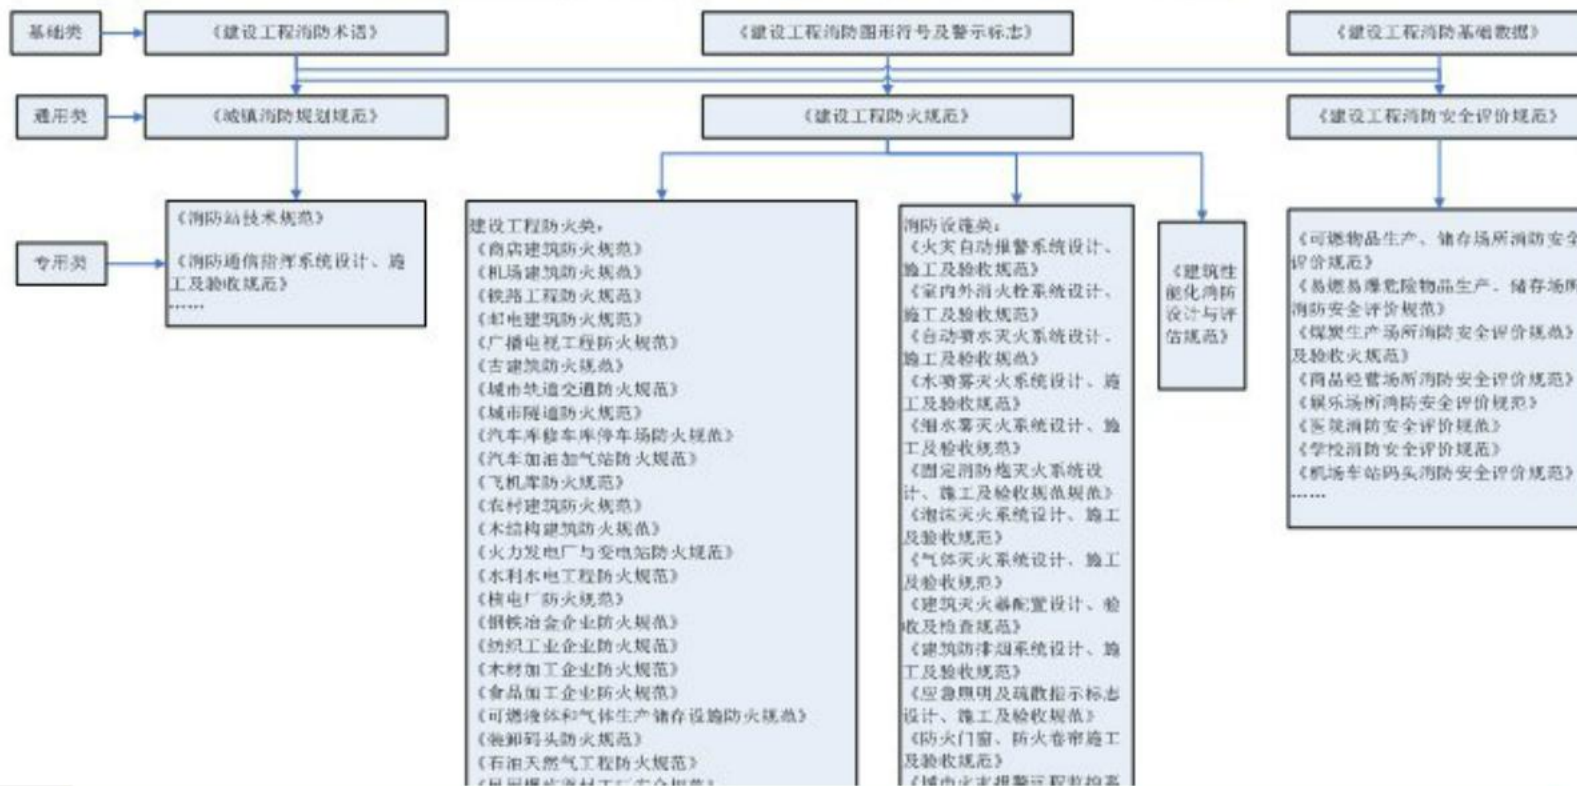 基础类
《建设工程消防术语》
《建设工程消防图形符号及警示标志》
《建设工程消防基础数据》
通用类
《城镇消防规划规范》
《建设工程防火规范》
《建设工程消防安全评价规范》
专用类
《消防站技术规范》
《消防通信指挥系统设计、施
工及验收规范》
……
建设工程防火类:
《商店建筑防火规范》
《机场建筑防火规范》
《铁路工程防火规范》
《邮电建筑防火规范》
《广播电视工程防火规范》
《古建筑防火规范》
《城市轨道交通防火规范》
《城市隧道防火规范》
《汽车库修车库停车场防火规范》
《汽车加油加气站防火规范》
《飞机库防火规范》
《农村建筑防火规范》
《木结构建筑防火规范》
《火力发电厂与变电站防火规范》
《水利水电工程防火规范》
《核电厂防火规范》
《钢铁冶金企业防火规范》
《纺织工业企业防火规范》
《木材加工企业防火规范》
《食品加工企业防火规范》
《可燃液体和气体生产储存设施防火规范》
《装卸码头防火规范》
《石油天然气工程防火规范》
消防设施类:
《火灾自动报警系统设计、
施工及验收规范》
《室内外消火栓系统设计、
施工及验收规范》
《自动喷水灭火系统设计、
施工及验收规范》
《水喷雾灭火系统设计、施
工及验收规范》
《细水雾灭火系统设计、施
工及验收规范》
《固定消防炮灭火系统设
计、施工及验收规范规范》
《泡沫灭火系统设计、施工
及验收规范》
《气体灭火系统设计、施工
及验收规范》
《建筑灭火器配置设计、验
收及检查规范》
《建筑防排烟系统设计、施
工及验收规范》
《应急照明及疏散指示标志
设计、施工及验收规范》
《防火门窗、防火卷帘施工
及验收规范》
《建筑性
能化消防
设计与评
估规范》
《可燃物品生产、储存场所消防安全
评价规范》
《易燃易爆危险物品生产、储存场所
消防安全评价规范》
《煤炭生产场所消防安全评价规范》
及验收火规范》
《商品经营场所消防安全评价规范》
《娱乐场所消防安全评价规范》
《医院消防安全评价规范》
《学校消防安全评价规范》
《机场车站码头消防安全评价规范》
……